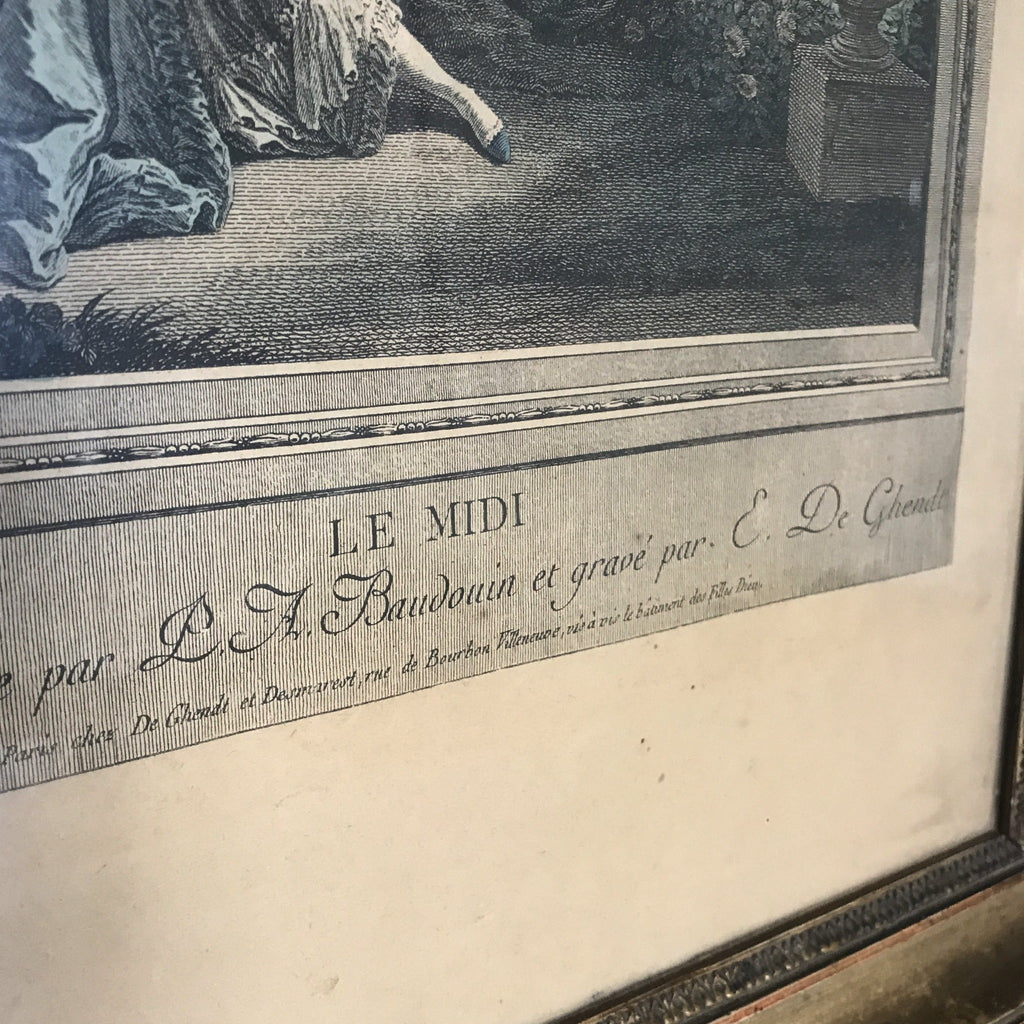 LE MIDI
par P. A. Baudouin et gravé par E. De Ghendt
Paris chez De Ghendt et Desmarest, rue de Bourbon Villeneuve, vis à vis le bâtiment des Filles Dieu.